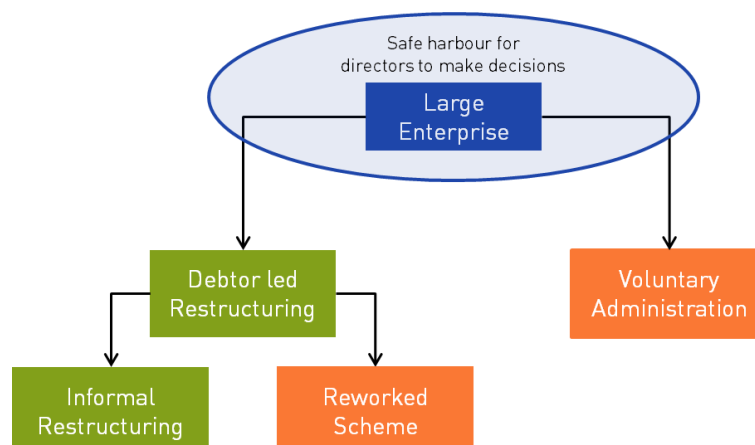 Safe harbour for
directors to make decisions
Large
Enterprise
Debtor led
Restructuring
Voluntary
Administration
Informal
Restructuring
Reworked
Scheme